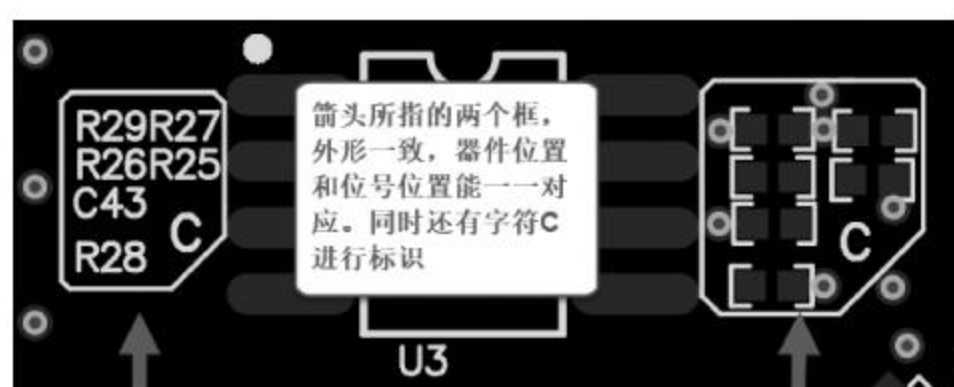 R29R27
R26R25
C43
C
R28
箭头所指的两个框，
外形一致，器件位置
和位号位置能一一对
应。同时还有字符C
进行标识
C
U3